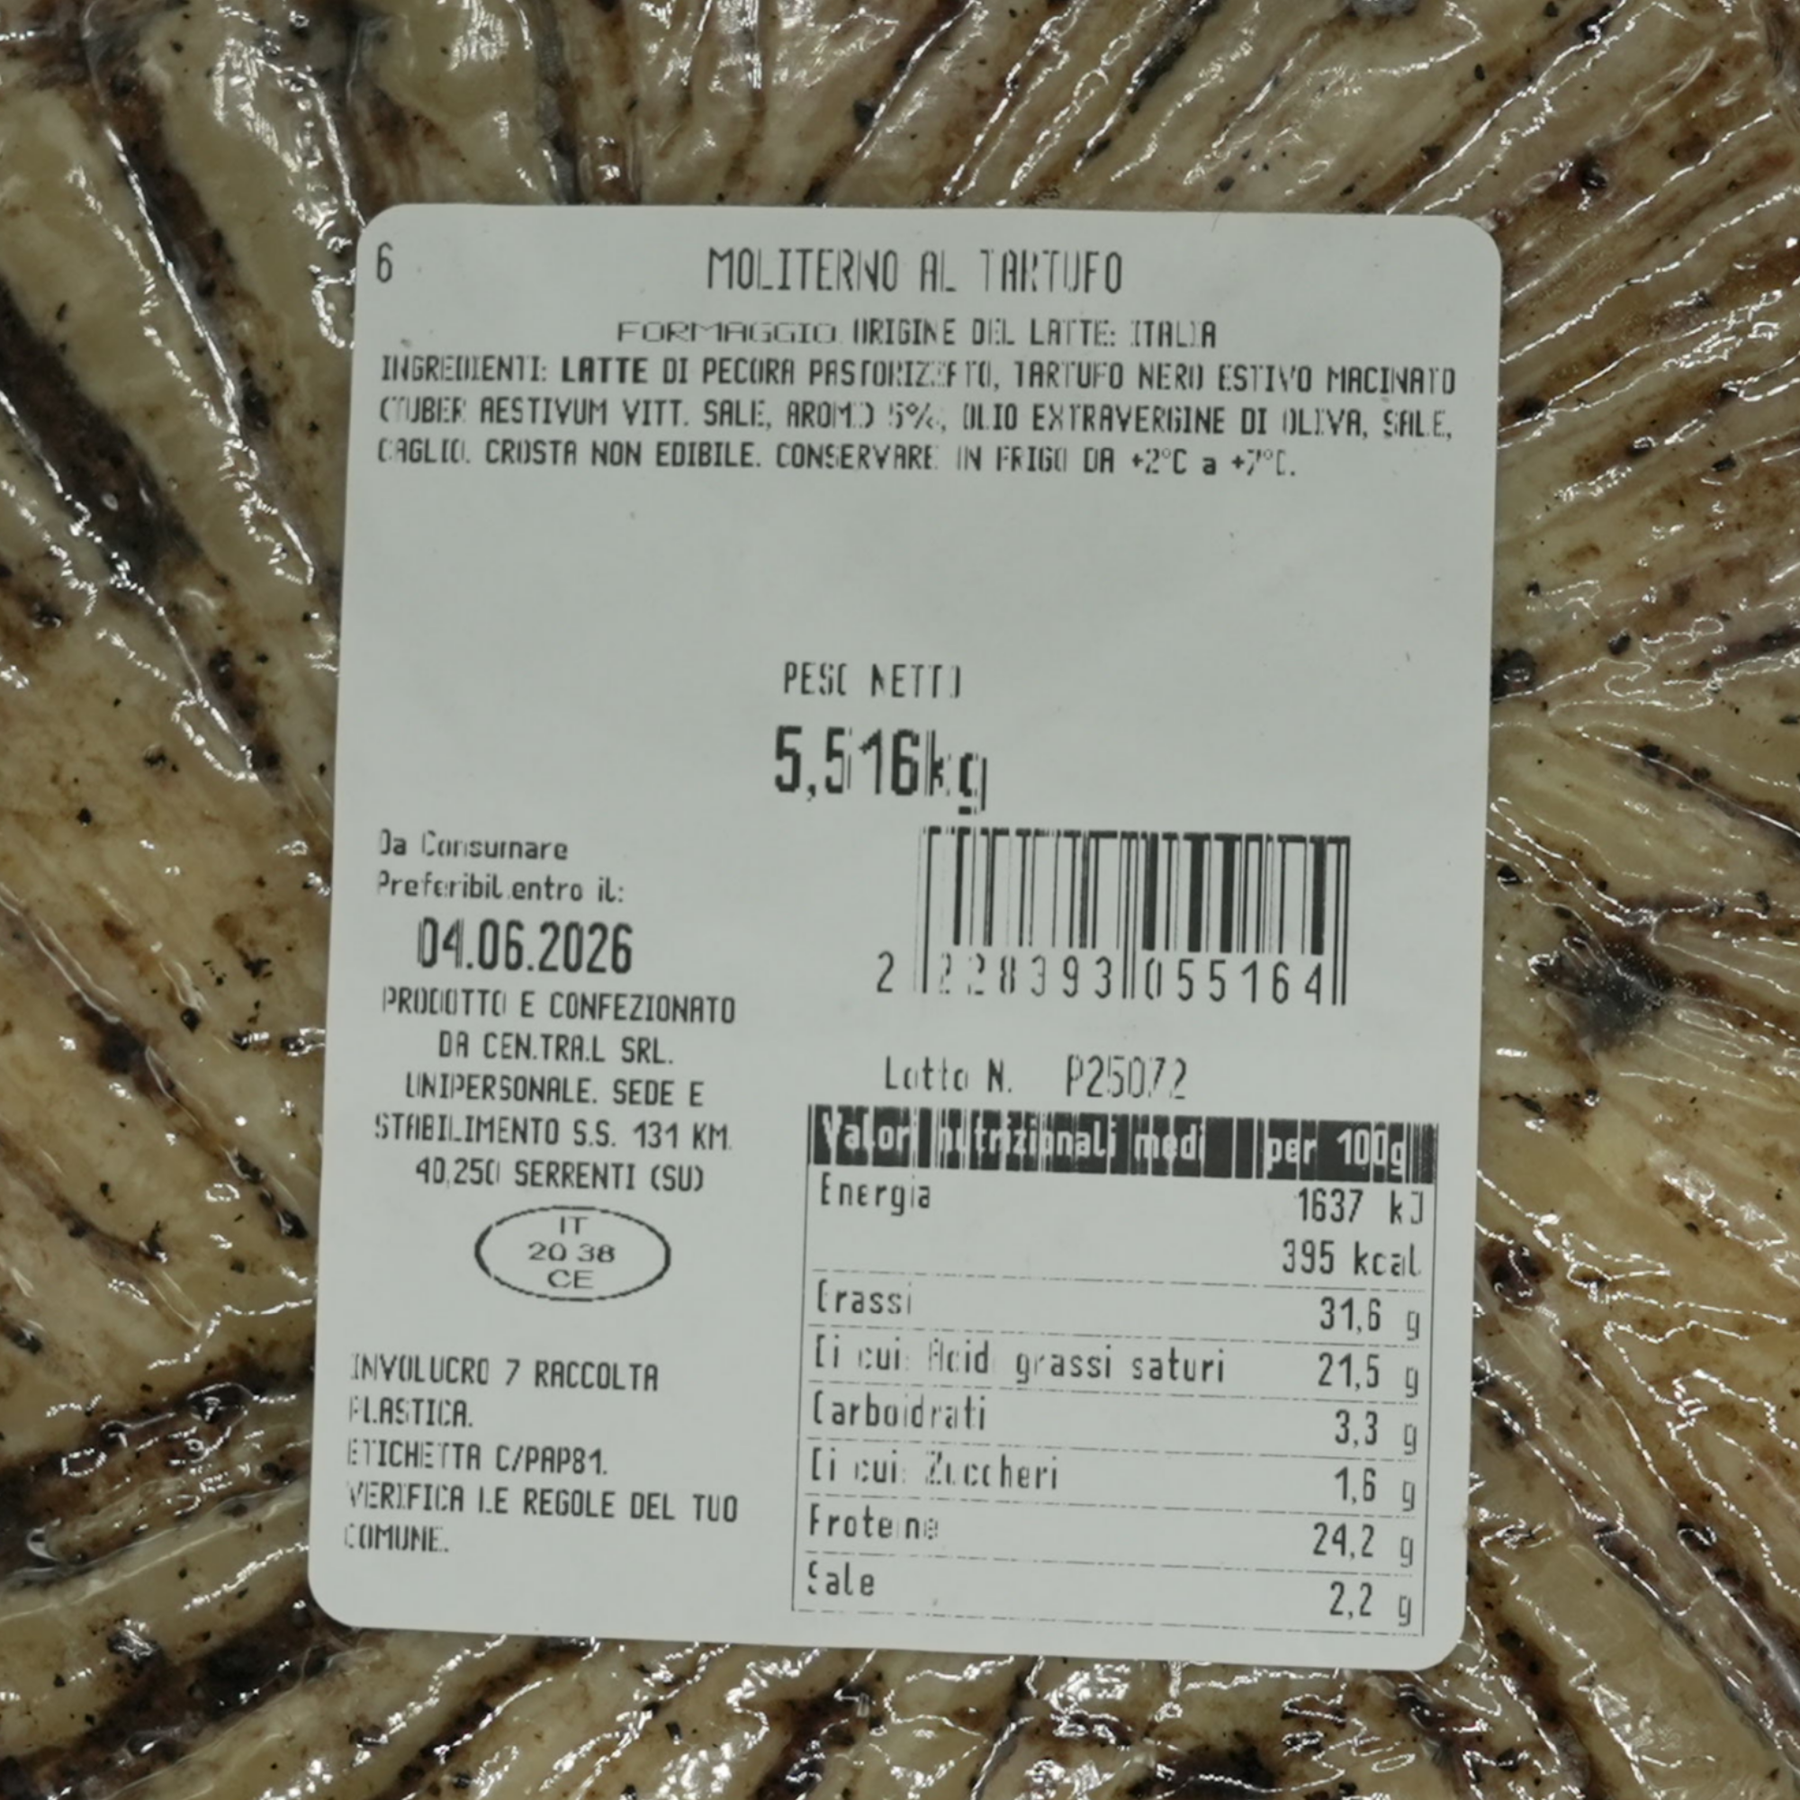 6
MOLITERNO AL TARTUFO
FORMAGGIO. ORIGINE DEL LATTE: ITALIA
INGREDIENTI: LATTE DI PECORA PASTORIZZATO, TARTUFO NERO ESTIVO MACINATO
(TUBER AESTIVUM VITT. SALE, AROMI) 5%, OLIO EXTRAVERGINE DI OLIVA, SALE,
CAGLIO. CROSTA NON EDIBILE. CONSERVARE IN FRIGO DA +2°C a +7°C.
PESO NETTO
5,516kg
Da Consumare
Preferibil.entro il:
04.06.2026
2 228393 055164
PRODOTTO E CONFEZIONATO
DA CEN.TRA.L SRL.
UNIPERSONALE. SEDE E
STABILIMENTO S.S. 131 KM.
40,250 SERRENTI (SU)
IT
20 38
CE
Lotto N. P25072
Valori nutrizionali medi per 100g
Energia 1637 kJ
395 kcal
Grassi 31,6 g
Di cui: Acidi grassi saturi 21,5 g
Carboidrati 3,3 g
Di cui: Zuccheri 1,6 g
Proteine 24,2 g
Sale 2,2 g
INVOLUCRO 7 RACCOLTA
PLASTICA.
ETICHETTA C/PAP81.
VERIFICA LE REGOLE DEL TUO
COMUNE.